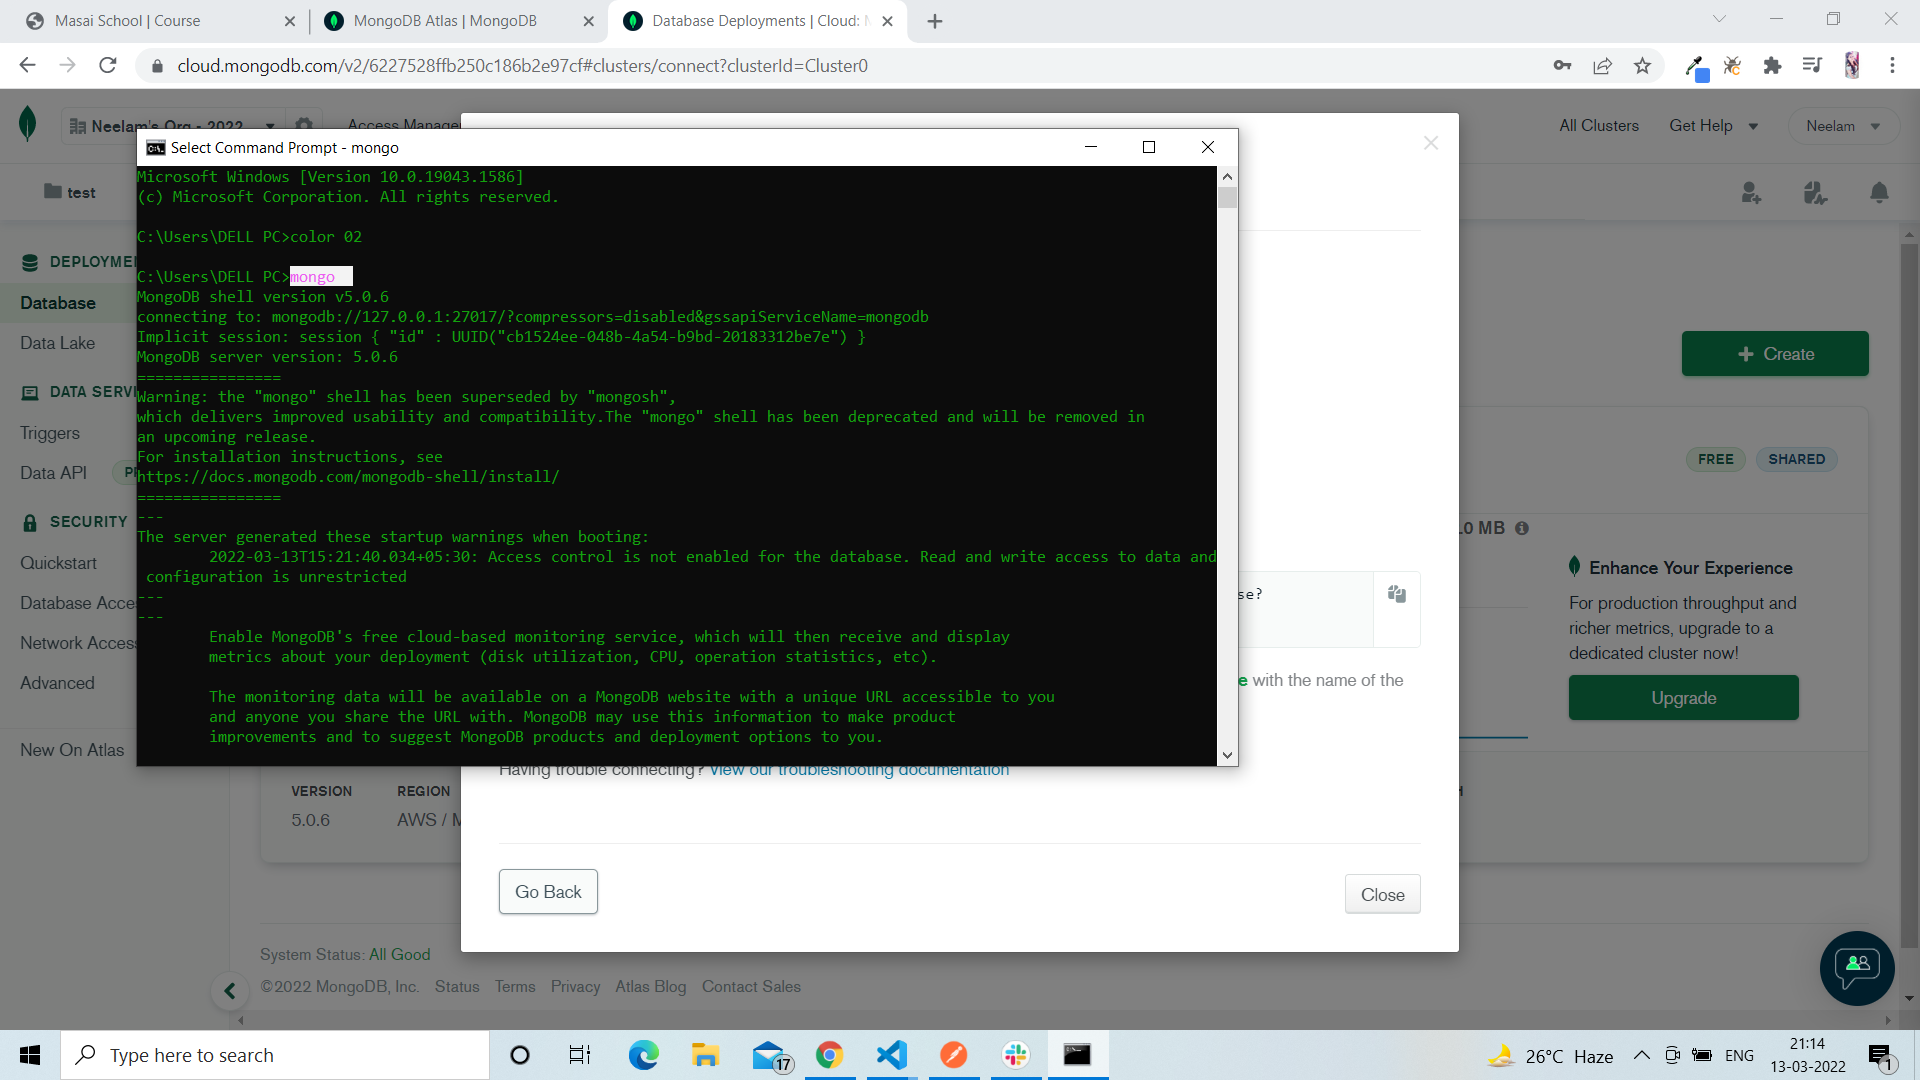 Masai School | Course
MongoDB Atlas | MongoDB
Database Deployments | Cloud:
cloud.mongodb.com/v2/6227528ffb250c186b2e97cf#clusters/connect?clusterId=Cluster0
Neelam's Org - 2022
Access Manager
All Clusters
Get Help
Neelam
test
Select Command Prompt - mongo
Microsoft Windows [Version 10.0.19043.1586]
(c) Microsoft Corporation. All rights reserved.
C:\Users\DELL PC>color 02
C:\Users\DELL PC>mongo
MongoDB shell version v5.0.6
connecting to: mongodb://127.0.0.1:27017/?compressors=disabled&gssapiServiceName=mongodb
Implicit session: session { "id" : UUID("cb1524ee-048b-4a54-b9bd-20183312be7e") }
MongoDB server version: 5.0.6
================
Warning: the "mongo" shell has been superseded by "mongosh",
which delivers improved usability and compatibility.The "mongo" shell has been deprecated and will be removed in
an upcoming release.
For installation instructions, see
https://docs.mongodb.com/mongodb-shell/install/
================
---
The server generated these startup warnings when booting:
2022-03-13T15:21:40.034+05:30: Access control is not enabled for the database. Read and write access to data and
configuration is unrestricted
---
---
Enable MongoDB's free cloud-based monitoring service, which will then receive and display
metrics about your deployment (disk utilization, CPU, operation statistics, etc).
The monitoring data will be available on a MongoDB website with a unique URL accessible to you
and anyone you share the URL with. MongoDB may use this information to make product
improvements and to suggest MongoDB products and deployment options to you.
DEPLOYME
Database
Data Lake
DATA SERV
Triggers
Data API
SECURITY
Quickstart
Database Acce
Network Acces
Advanced
New On Atlas
Create
FREE
SHARED
.0 MB
Enhance Your Experience
For production throughput and
richer metrics, upgrade to a
dedicated cluster now!
Upgrade
se?
e with the name of the
Having trouble connecting? View our troubleshooting documentation
VERSION
REGION
5.0.6
AWS /
Go Back
Close
System Status: All Good
©2022 MongoDB, Inc.
Status
Terms
Privacy
Atlas Blog
Contact Sales
Type here to search
17
26°C Haze
ENG
21:14
13-03-2022
1